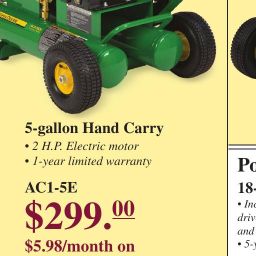 5-gallon Hand Carry
• 2 H.P. Electric motor
• 1-year limited warranty
AC1-5E
$299.00
$5.98/month on
Po
18-
• In
driv
and
• 5-y